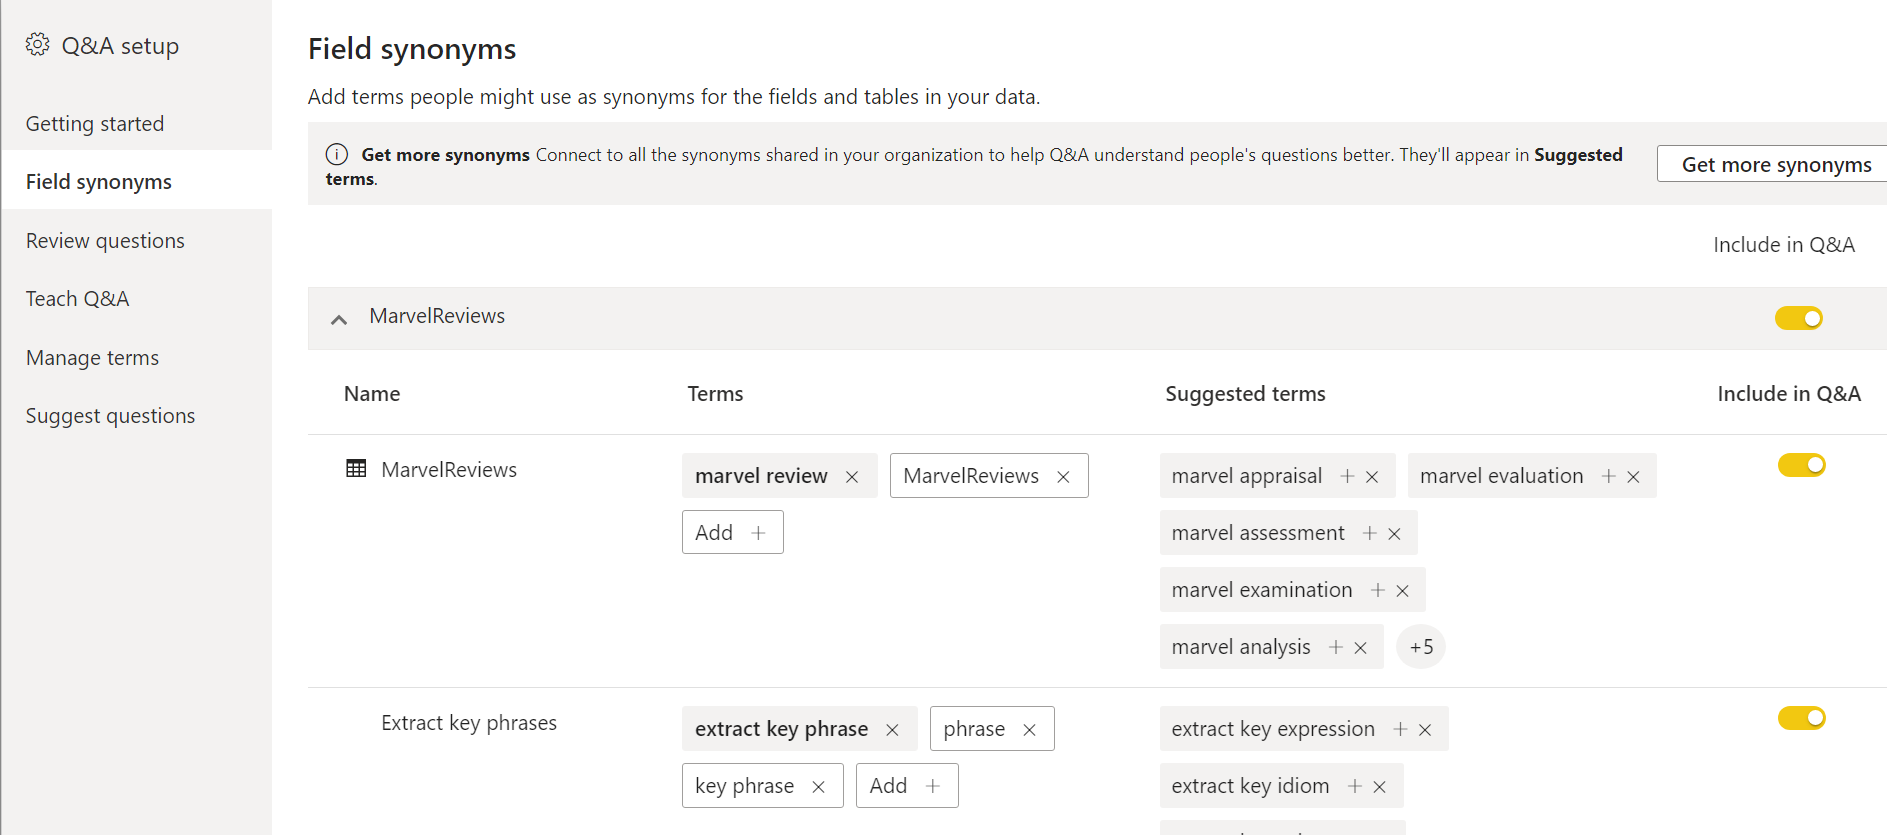 Q&A setup
Getting started
Field synonyms
Review questions
Teach Q&A
Manage terms
Suggest questions
Field synonyms
Add terms people might use as synonyms for the fields and tables in your data.
Get more synonyms Connect to all the synonyms shared in your organization to help Q&A understand people's questions better. They'll appear in Suggested
terms.
Get more synonyms
Include in Q&A
MarvelReviews
Name Terms Suggested terms Include in Q&A
MarvelReviews
marvel review MarvelReviews
Add
marvel appraisal marvel evaluation
marvel assessment
marvel examination
marvel analysis +5
Extract key phrases
extract key phrase phrase
key phrase Add
extract key expression
extract key idiom